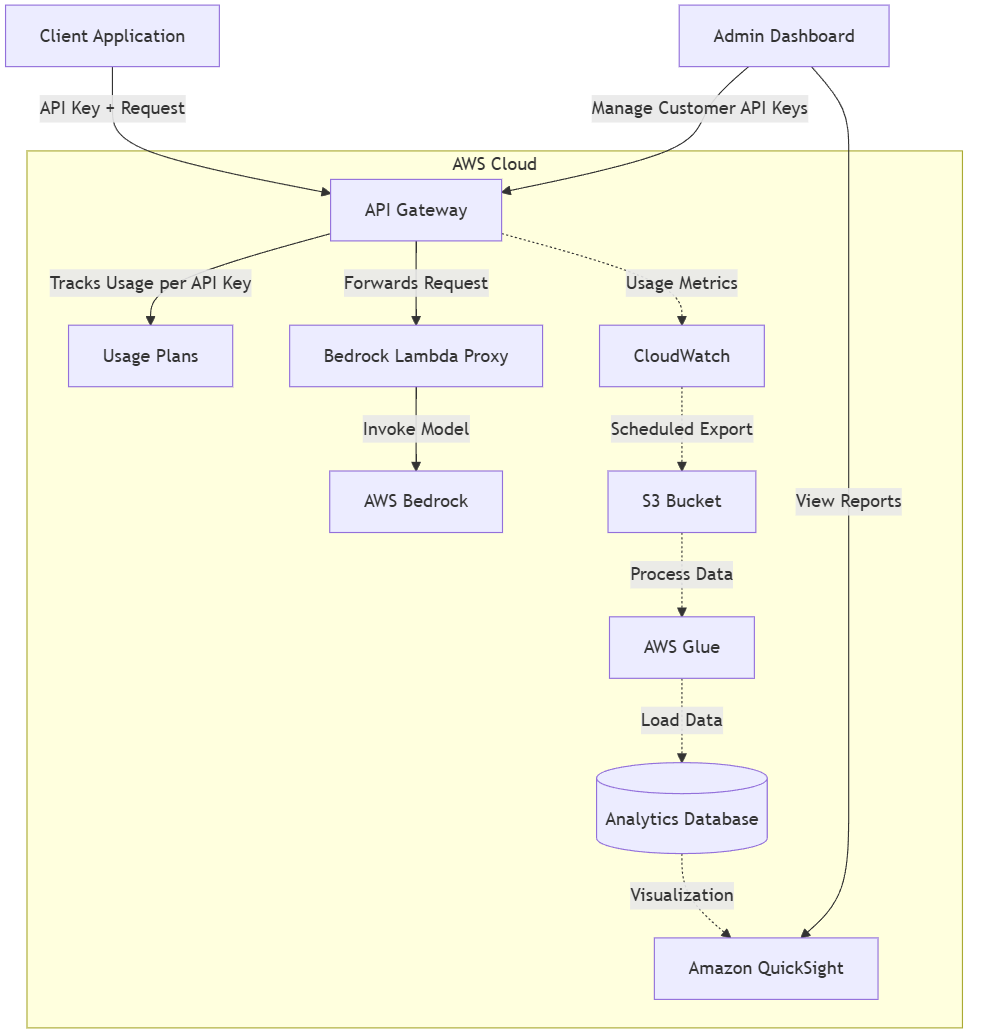 Client Application
Admin Dashboard
API Key + Request
Manage Customer API Keys
AWS Cloud
API Gateway
Tracks Usage per API Key
Forwards Request
Usage Metrics
Usage Plans
Bedrock Lambda Proxy
CloudWatch
Invoke Model
Scheduled Export
AWS Bedrock
S3 Bucket
View Reports
Process Data
AWS Glue
Load Data
Analytics Database
Visualization
Amazon QuickSight